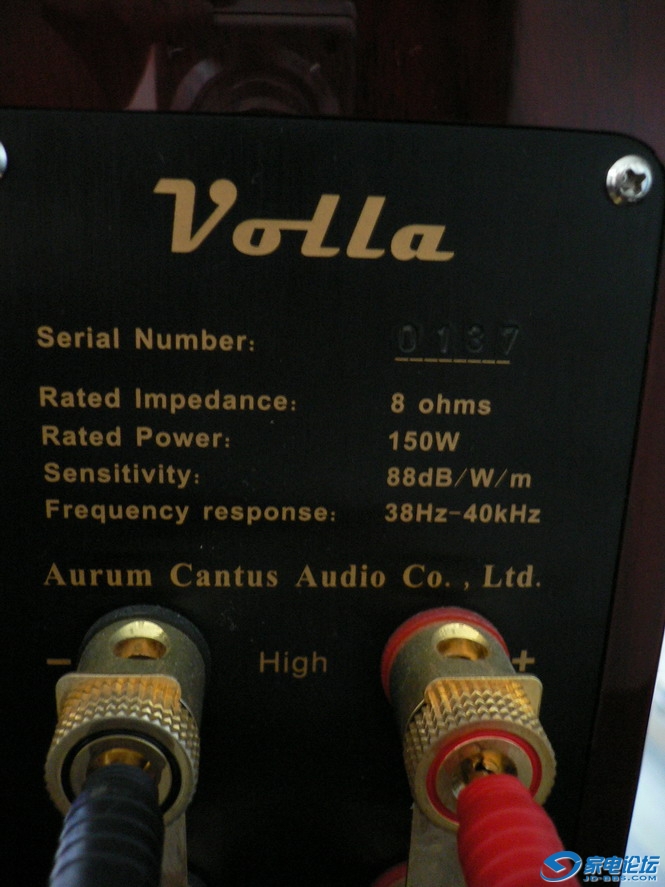 Volla
Serial Number: 0137
Rated Impedance: 8 ohms
Rated Power: 150W
Sensitivity: 88dB/W/m
Frequency response: 38Hz-40kHz
Aurum Cantus Audio Co., Ltd.
− High +
家电论坛
JD-BBS.COM